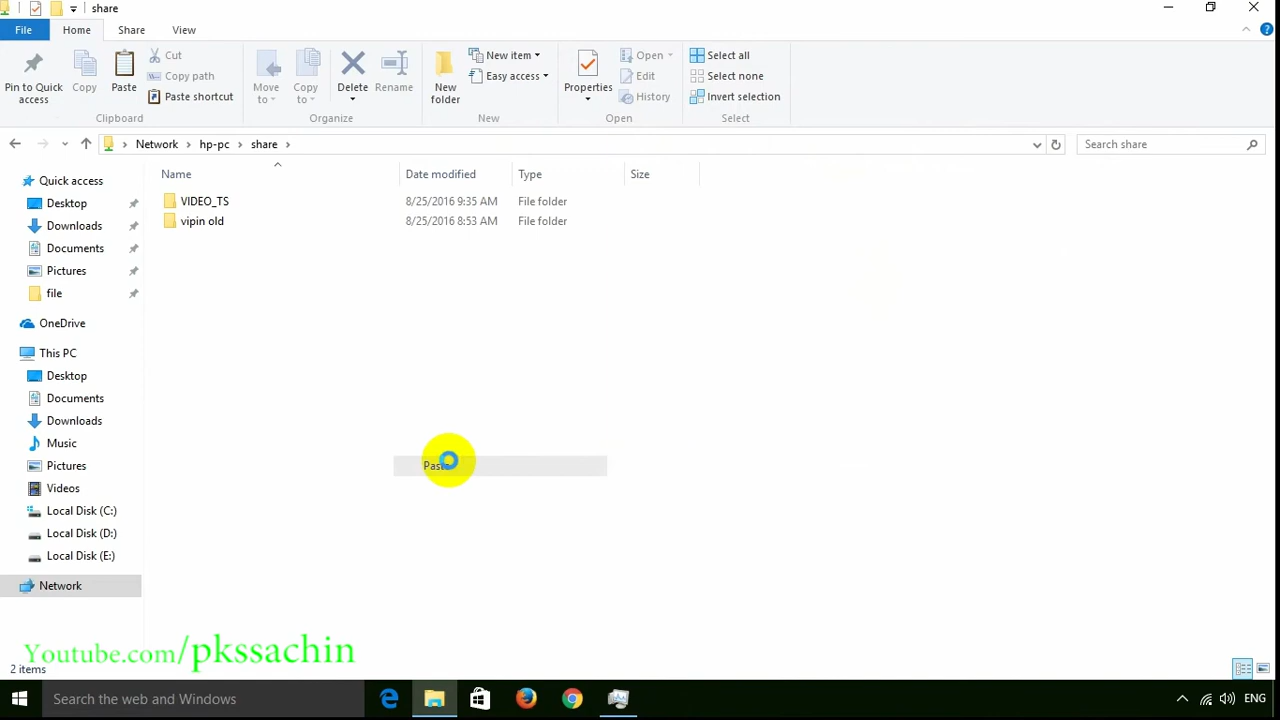 share
File Home Share View
Pin to Quick access
Copy
Paste
Cut
Copy path
Paste shortcut
Clipboard
Move to
Copy to
Delete
Rename
Organize
New folder
New item
Easy access
New
Properties
Open
Edit
History
Open
Select all
Select none
Invert selection
Select
Network hp-pc share
Search share
Name Date modified Type Size
VIDEO_TS 8/25/2016 9:35 AM File folder
vipin old 8/25/2016 8:53 AM File folder
Quick access
Desktop
Downloads
Documents
Pictures
file
OneDrive
This PC
Desktop
Documents
Downloads
Music
Pictures
Videos
Local Disk (C:)
Local Disk (D:)
Local Disk (E:)
Network
Paste
Youtube.com/pkssachin
2 items
Search the web and Windows
ENG